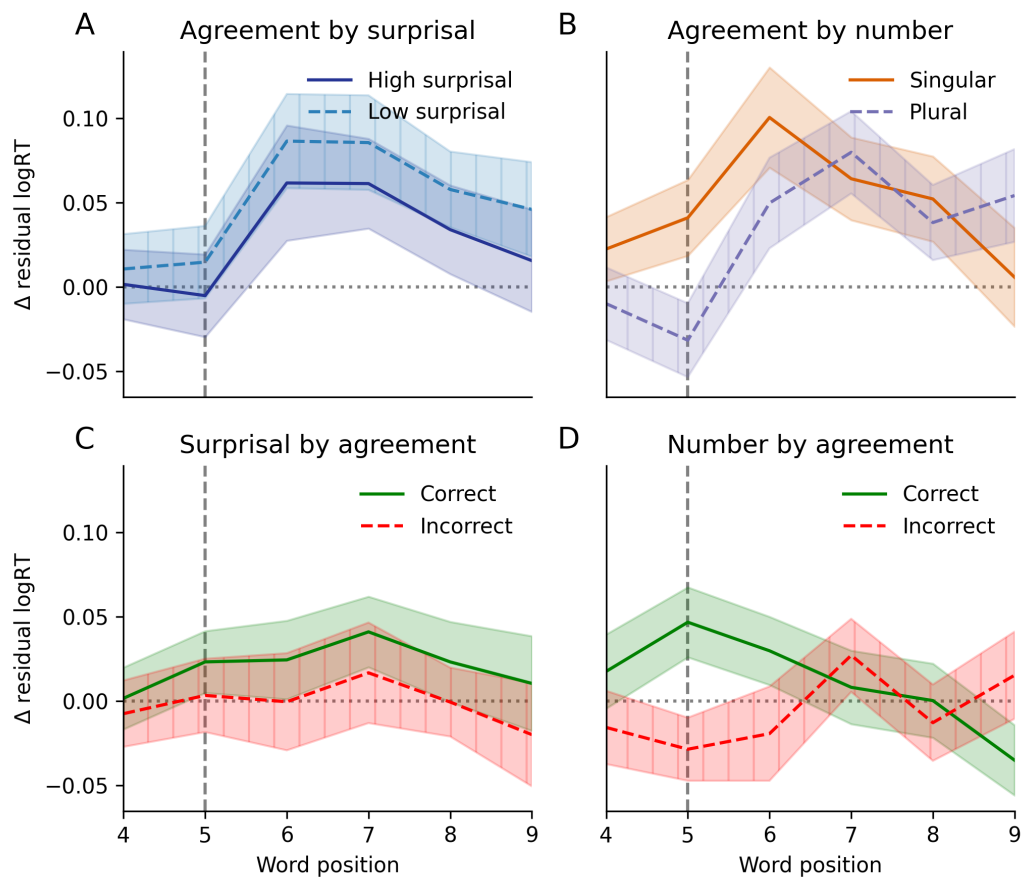 A
Agreement by surprisal
High surprisal
Low surprisal
Δ residual logRT
0.10
0.05
0.00
−0.05
B
Agreement by number
Singular
Plural
C
Surprisal by agreement
Correct
Incorrect
Δ residual logRT
0.10
0.05
0.00
−0.05
4 5 6 7 8 9
Word position
D
Number by agreement
Correct
Incorrect
4 5 6 7 8 9
Word position